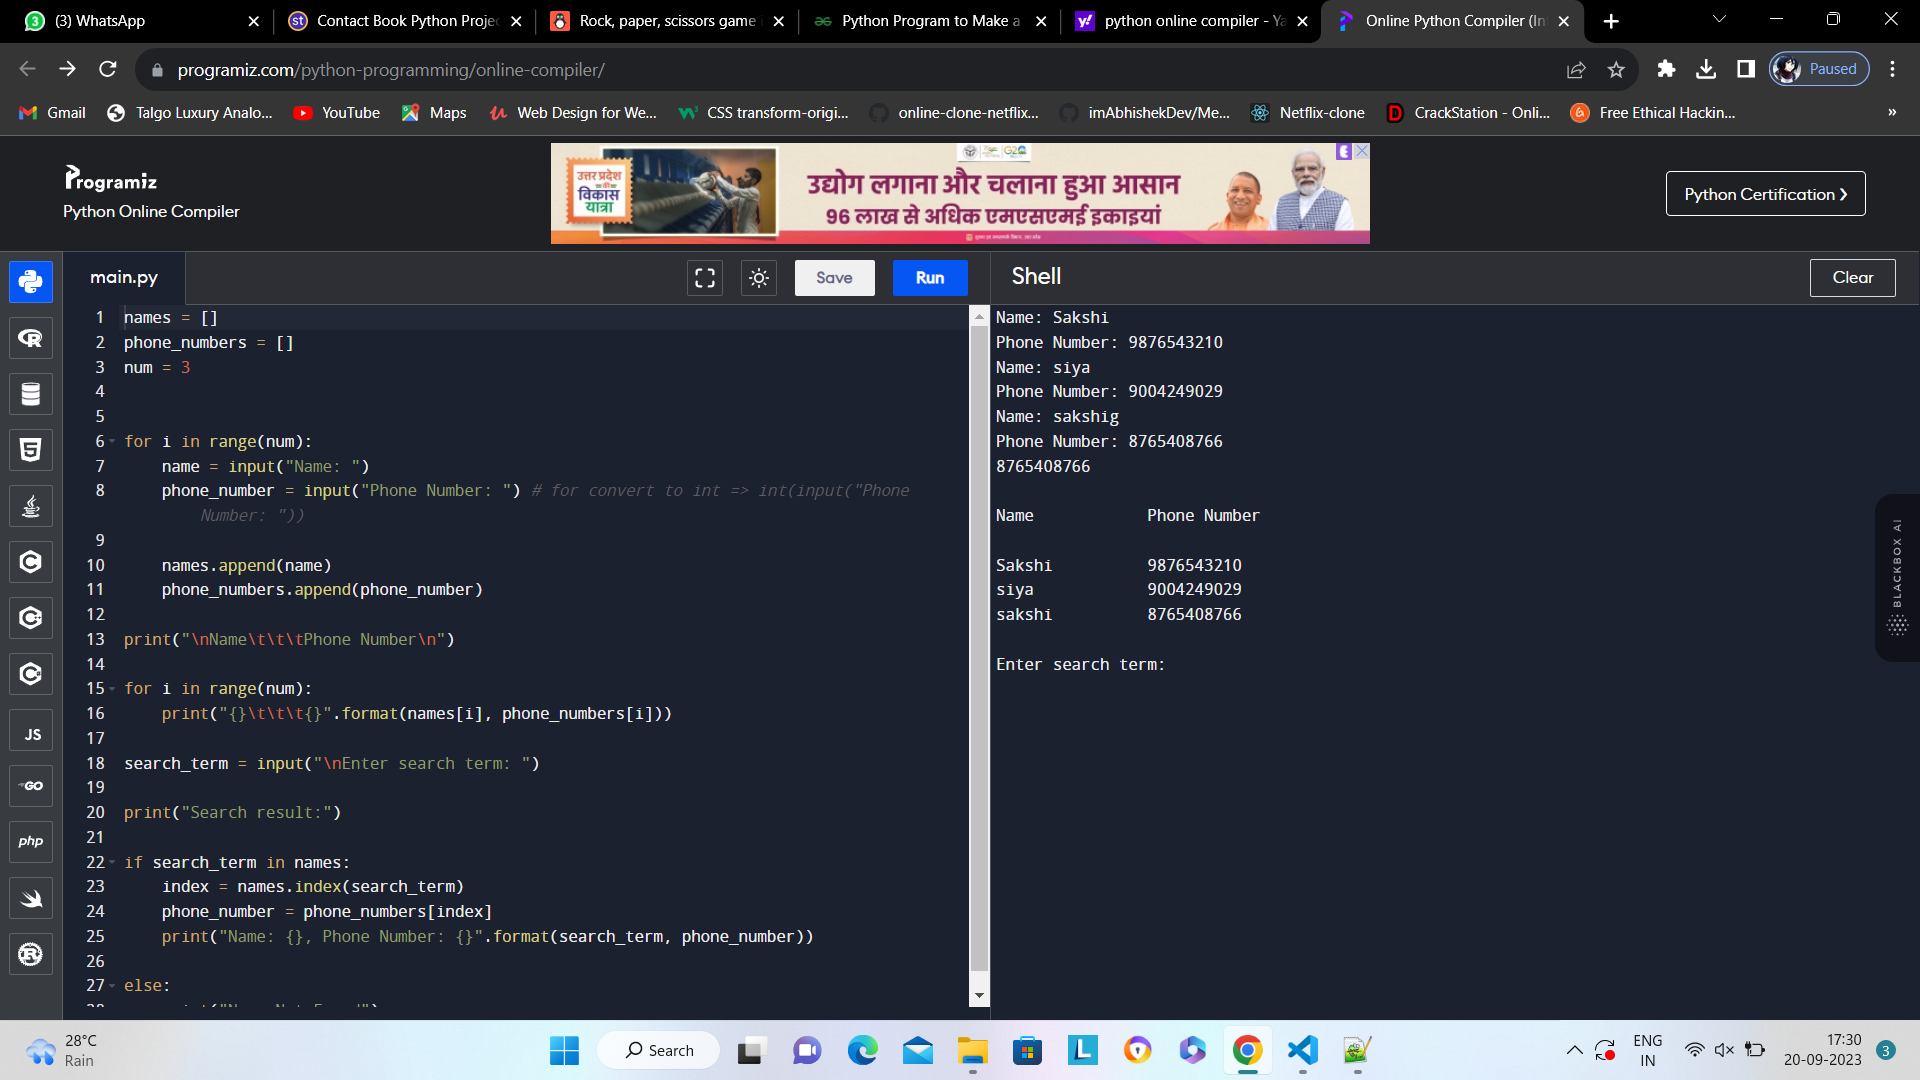 (3) WhatsApp
Contact Book Python Projec
Rock, paper, scissors game i
Python Program to Make a
python online compiler - Ya
Online Python Compiler (Int
programiz.com/python-programming/online-compiler/
Paused
Gmail
Talgo Luxury Analo...
YouTube
Maps
Web Design for We...
CSS transform-origi...
online-clone-netflix...
imAbhishekDev/Me...
Netflix-clone
CrackStation - Onli...
Free Ethical Hackin...
»
Programiz
Python Online Compiler
उत्तर प्रदेश
की
विकास
यात्रा
G20
उद्योग लगाना और चलाना हुआ आसान
96 लाख से अधिक एमएसएमई इकाइयां
Python Certification ❯
main.py
Save
Run
Shell
Clear
1 names = []
2 phone_numbers = []
3 num = 3
4
5
6 for i in range(num):
7 name = input("Name: ")
8 phone_number = input("Phone Number: ") # for convert to int => int(input("Phone
Number: "))
9
10 names.append(name)
11 phone_numbers.append(phone_number)
12
13 print("\nName\t\t\tPhone Number\n")
14
15 for i in range(num):
16 print("{}\t\t\t{}".format(names[i], phone_numbers[i]))
17
18 search_term = input("\nEnter search term: ")
19
20 print("Search result:")
21
22 if search_term in names:
23 index = names.index(search_term)
24 phone_number = phone_numbers[index]
25 print("Name: {}, Phone Number: {}".format(search_term, phone_number))
26
27 else:
Name: Sakshi
Phone Number: 9876543210
Name: siya
Phone Number: 9004249029
Name: sakshig
Phone Number: 8765408766
8765408766
Name Phone Number
Sakshi 9876543210
siya 9004249029
sakshi 8765408766
Enter search term:
BLACKBOX AI
JS
GO
php
28°C
Rain
Search
ENG
IN
17:30
20-09-2023
3